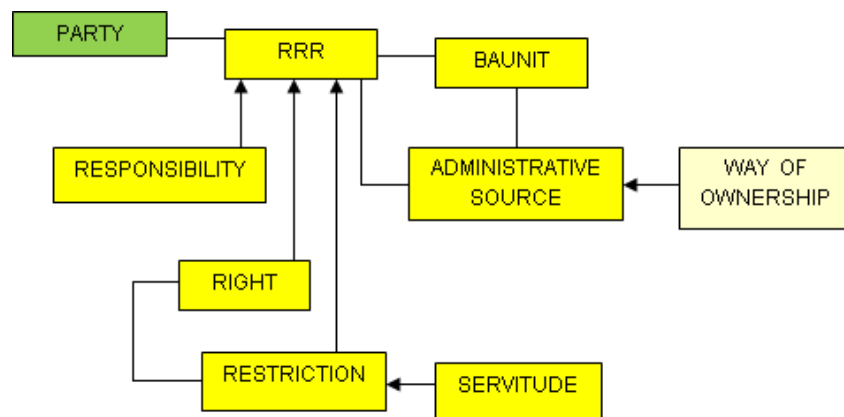 PARTY
RRR
BAUNIT
RESPONSIBILITY
ADMINISTRATIVE
SOURCE
WAY OF
OWNERSHIP
RIGHT
RESTRICTION
SERVITUDE